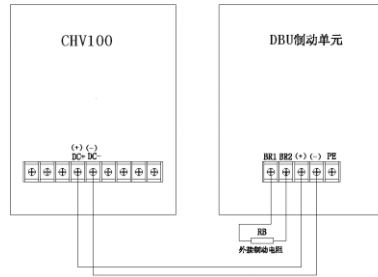 CHV100
DBU制动单元
(+) (-)
DC+ DC-
BR1 BR2 (+) (-) PE
RB
外接制动电阻